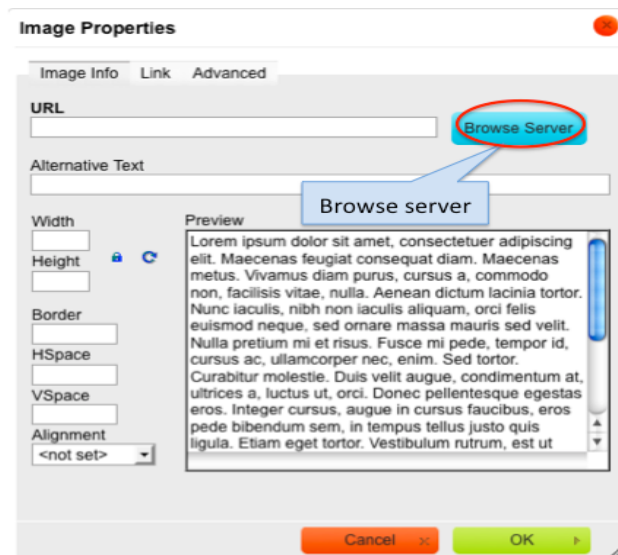 Image Properties
Image Info Link Advanced
URL
Browse Server
Alternative Text
Browse server
Width
Height
Border
HSpace
VSpace
Alignment
<not set>
Preview
Lorem ipsum dolor sit amet, consectetuer adipiscing
elit. Maecenas feugiat consequat diam. Maecenas
metus. Vivamus diam purus, cursus a, commodo
non, facilisis vitae, nulla. Aenean dictum lacinia tortor.
Nunc iaculis, nibh non iaculis aliquam, orci felis
euismod neque, sed ornare massa mauris sed velit.
Nulla pretium mi et risus. Fusce mi pede, tempor id,
cursus ac, ullamcorper nec, enim. Sed tortor.
Curabitur molestie. Duis velit augue, condimentum at,
ultrices a, luctus ut, orci. Donec pellentesque egestas
eros. Integer cursus, augue in cursus faucibus, eros
pede bibendum sem, in tempus tellus justo quis
ligula. Etiam eget tortor. Vestibulum rutrum, est ut
Cancel
OK